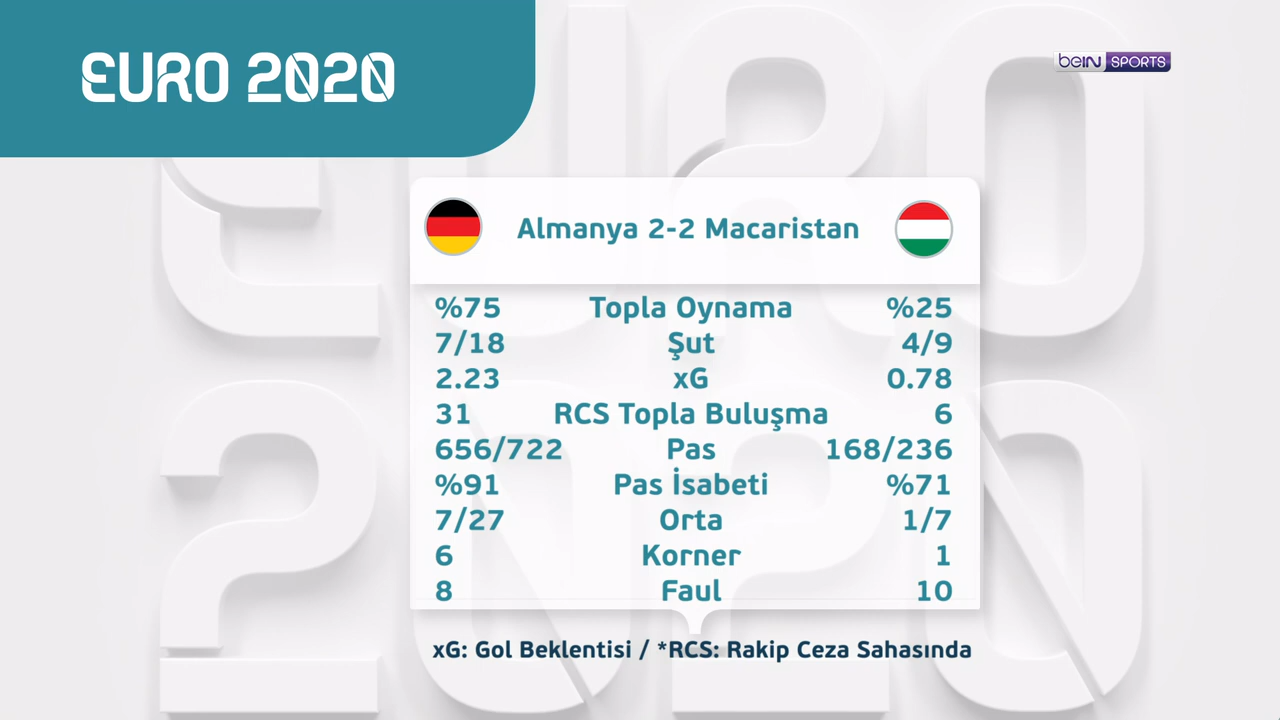 EURO 2020
beIN SPORTS
Almanya 2-2 Macaristan
%75 Topla Oynama %25
7/18 Şut 4/9
2.23 xG 0.78
31 RCS Topla Buluşma 6
656/722 Pas 168/236
%91 Pas İsabeti %71
7/27 Orta 1/7
6 Korner 1
8 Faul 10
xG: Gol Beklentisi / *RCS: Rakip Ceza Sahasında